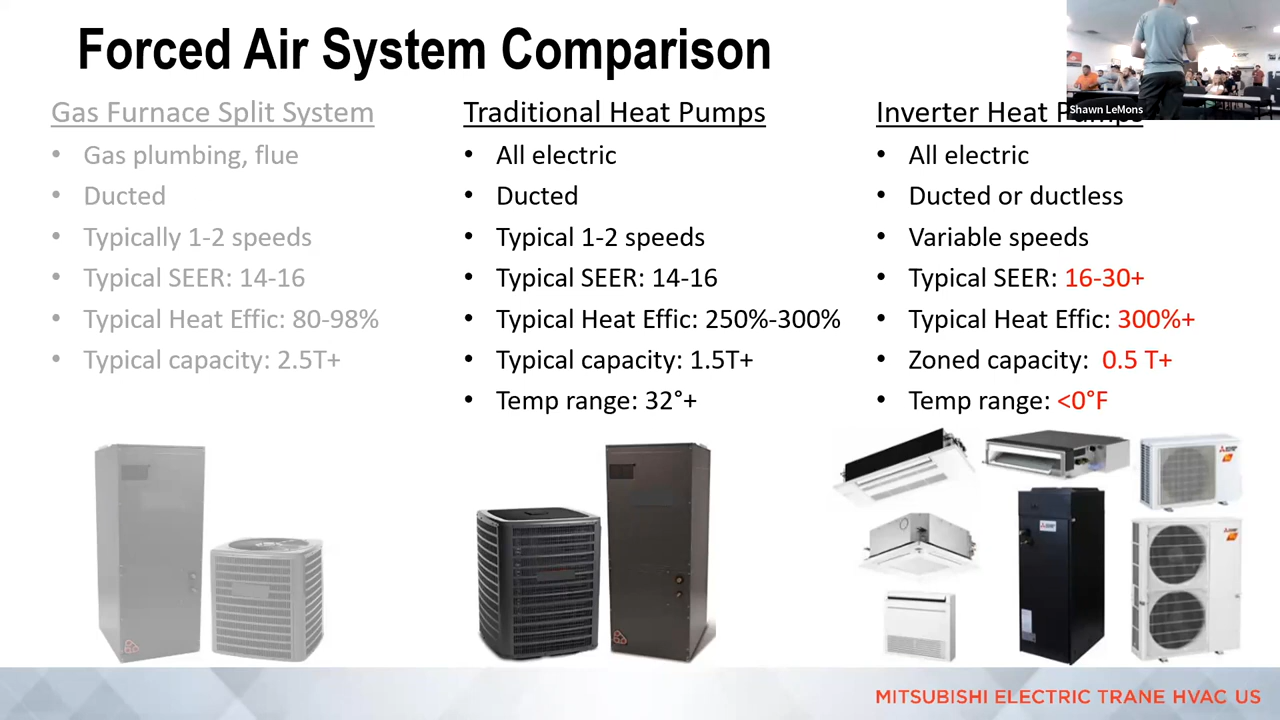 Forced Air System Comparison
Shawn LeMons
Gas Furnace Split System
• Gas plumbing, flue
• Ducted
• Typically 1-2 speeds
• Typical SEER: 14-16
• Typical Heat Effic: 80-98%
• Typical capacity: 2.5T+
Traditional Heat Pumps
• All electric
• Ducted
• Typical 1-2 speeds
• Typical SEER: 14-16
• Typical Heat Effic: 250%-300%
• Typical capacity: 1.5T+
• Temp range: 32°+
Inverter Heat Pumps
• All electric
• Ducted or ductless
• Variable speeds
• Typical SEER: 16-30+
• Typical Heat Effic: 300%+
• Zoned capacity: 0.5 T+
• Temp range: <0°F
MITSUBISHI ELECTRIC TRANE HVAC US